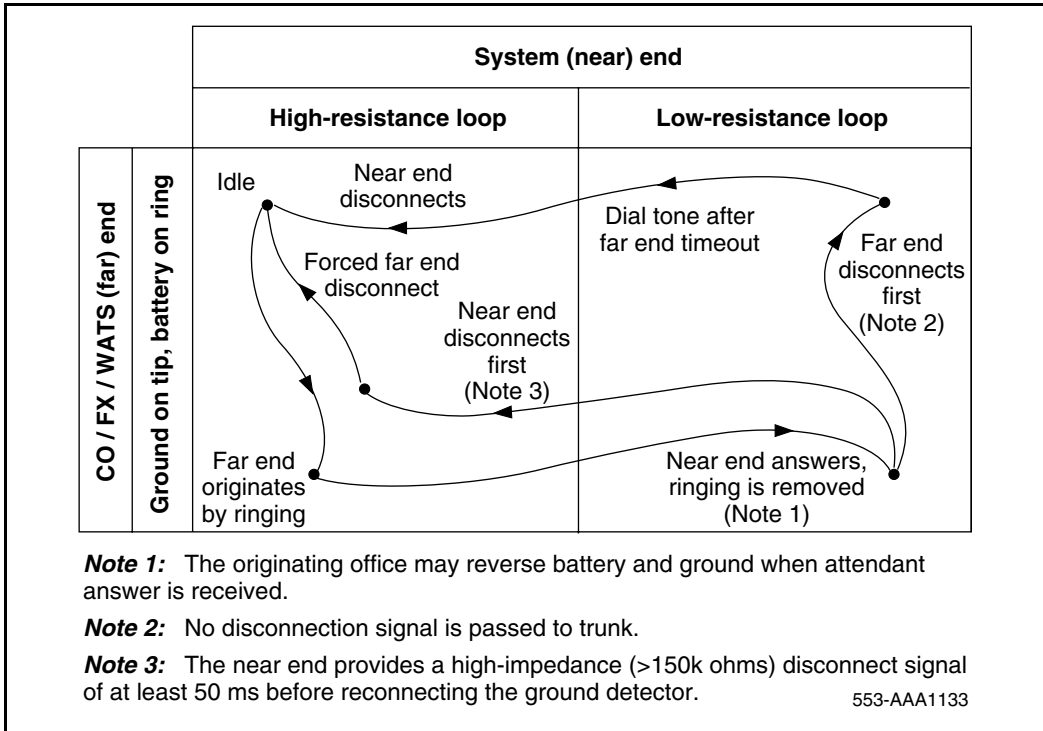 System (near) end
High-resistance loop
Low-resistance loop
CO / FX / WATS (far) end
Ground on tip, battery on ring
Idle
Near end
disconnects
Dial tone after
far end timeout
Far end
disconnects
first
(Note 2)
Forced far end
disconnect
Near end
disconnects
first
(Note 3)
Far end
originates
by ringing
Near end answers,
ringing is removed
(Note 1)
Note 1: The originating office may reverse battery and ground when attendant
answer is received.
Note 2: No disconnection signal is passed to trunk.
Note 3: The near end provides a high-impedance (>150k ohms) disconnect signal
of at least 50 ms before reconnecting the ground detector.
553-AAA1133